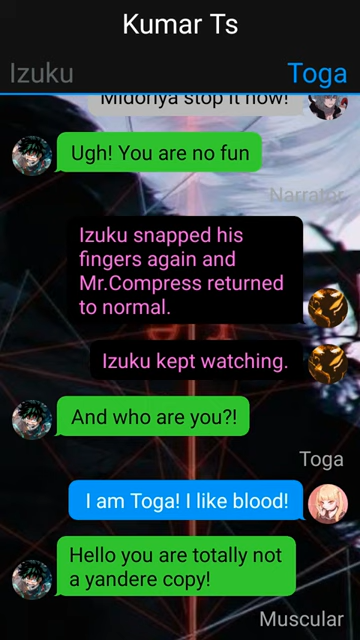 Kumar Ts
Izuku
Toga
Midoriya stop it now!
Ugh! You are no fun
Narrator
Izuku snapped his
fingers again and
Mr.Compress returned
to normal.
Izuku kept watching.
And who are you?!
Toga
I am Toga! I like blood!
Hello you are totally not
a yandere copy!
Muscular